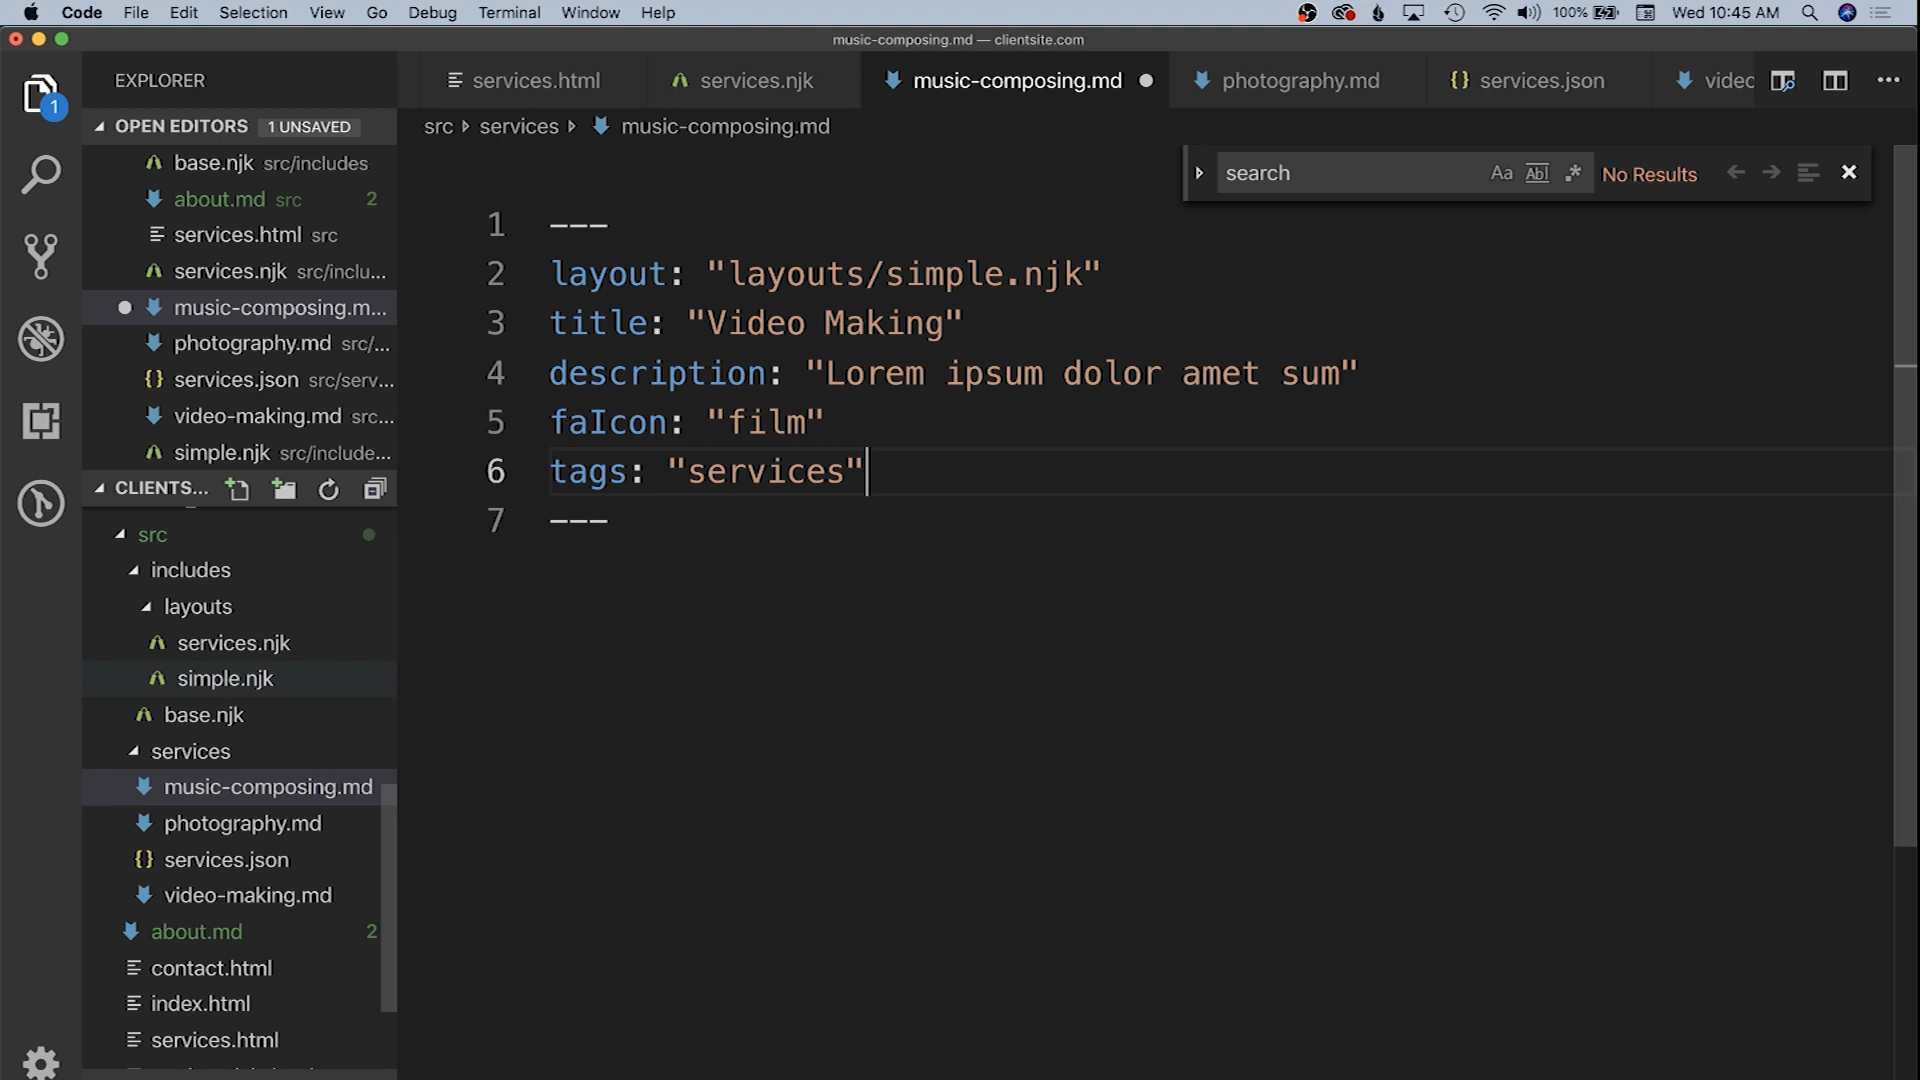 Code File Edit Selection View Go Debug Terminal Window Help 100% Wed 10:45 AM
music-composing.md — clientsite.com
EXPLORER
services.html services.njk music-composing.md photography.md services.json video
1
OPEN EDITORS 1 UNSAVED
src services music-composing.md
base.njk src/includes
about.md src 2
services.html src
services.njk src/inclu...
music-composing.m...
photography.md src/...
services.json src/serv...
video-making.md src...
simple.njk src/include...
search Aa Abl .* No Results
1 ---
2 layout: "layouts/simple.njk"
3 title: "Video Making"
4 description: "Lorem ipsum dolor amet sum"
5 faIcon: "film"
6 tags: "services"
7 ---
CLIENTS...
src
includes
layouts
services.njk
simple.njk
base.njk
services
music-composing.md
photography.md
services.json
video-making.md
about.md 2
contact.html
index.html
services.html